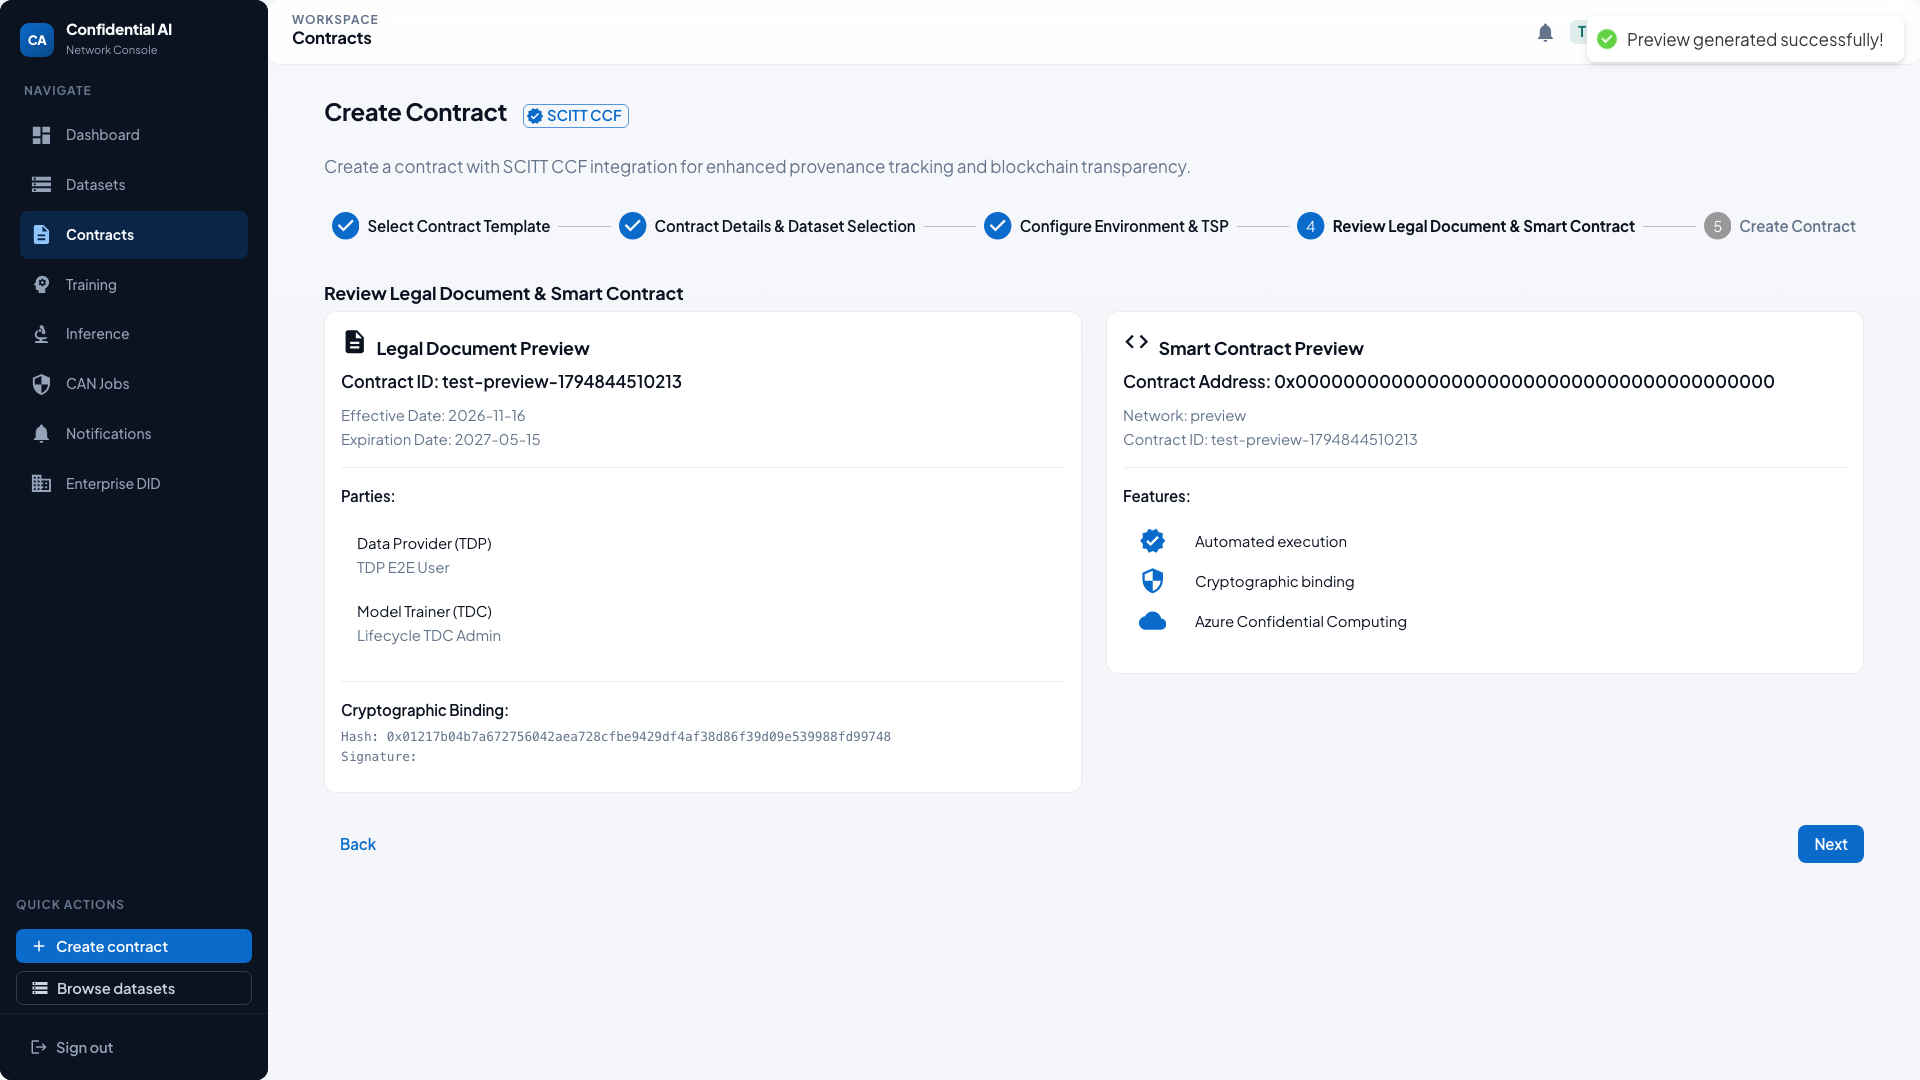 CA
Confidential AI
Network Console
NAVIGATE
Dashboard
Datasets
Contracts
Training
Inference
CAN Jobs
Notifications
Enterprise DID
QUICK ACTIONS
Create contract
Browse datasets
Sign out
WORKSPACE
Contracts
T
Preview generated successfully!
Create Contract
SCITT CCF
Create a contract with SCITT CCF integration for enhanced provenance tracking and blockchain transparency.
Select Contract Template
Contract Details & Dataset Selection
Configure Environment & TSP
4 Review Legal Document & Smart Contract
5 Create Contract
Review Legal Document & Smart Contract
Legal Document Preview
Contract ID: test-preview-1794844510213
Effective Date: 2026-11-16
Expiration Date: 2027-05-15
Parties:
Data Provider (TDP)
TDP E2E User
Model Trainer (TDC)
Lifecycle TDC Admin
Cryptographic Binding:
Hash: 0x01217b04b7a672756042aea728cfbe9429df4af38d86f39d09e539988fd99748
Signature:
Smart Contract Preview
Contract Address: 0x0000000000000000000000000000000000000000
Network: preview
Contract ID: test-preview-1794844510213
Features:
Automated execution
Cryptographic binding
Azure Confidential Computing
Back
Next